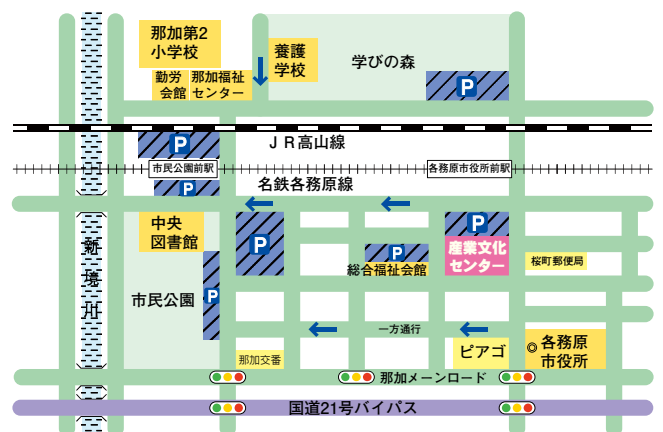 那加第2
小学校
養護
学校
学びの森
勤労
会館
那加福祉
センター
P
P
JR高山線
市民公園前駅
各務原市役所前駅
P
名鉄各務原線
中央
図書館
P
P
P
産業文化
センター
総合福祉会館
桜町郵便局
新境川
市民公園
P
一方通行
那加交番
ピアゴ
◎各務原
市役所
那加メーンロード
国道21号バイパス